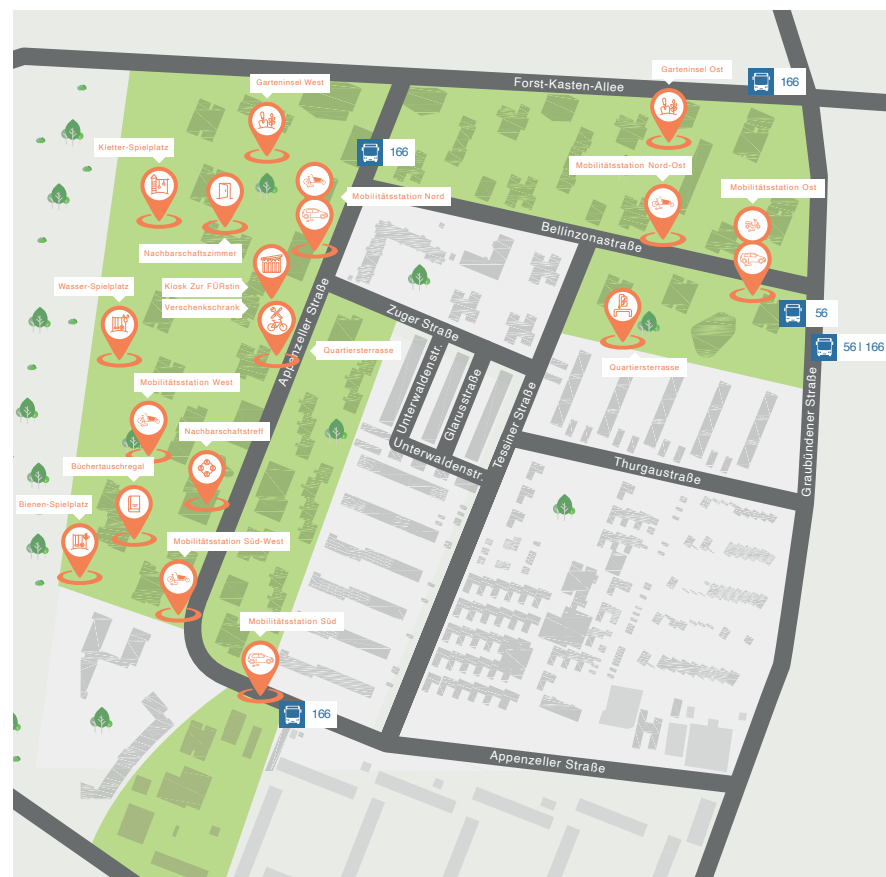 Garteninsel Ost
166
Garteninsel West
Forst-Kasten-Allee
Kletter-Spielplatz
166
Mobilitätsstation Nord-Ost
Mobilitätsstation Nord
Mobilitätsstation Ost
Bellinzonastraße
Nachbarschaftszimmer
Kiosk Zur FÜRstin
Wasser-Spielplatz
Verschenkschrank
Appenzeller Straße
Zuger Straße
56
56 I 166
Quartiersterrasse
Quartiersterrasse
Mobilitätsstation West
Unterwaldenstr.
Glarusstraße
Tessiner Straße
Graubündener Straße
Nachbarschaftstreff
Unterwaldenstr.
Thurgaustraße
Büchertauschregal
Bienen-Spielplatz
Mobilitätsstation Süd-West
Mobilitätsstation Süd
166
Appenzeller Straße